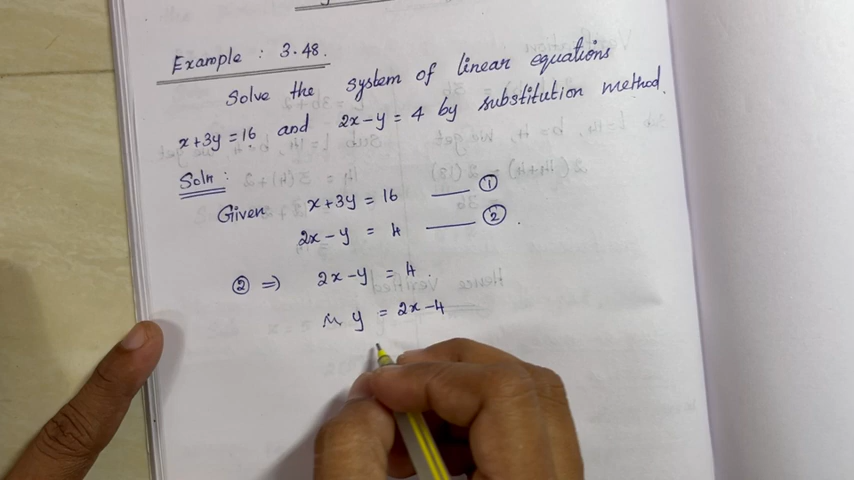 Example : 3.48.
Solve the system of linear equations
x+3y = 16 and 2x-y = 4 by substitution method.
Soln :
Given x+3y = 16 —— ①
2x-y = 4 —— ②.
② ⇒ 2x-y = 4.
y = 2x-4